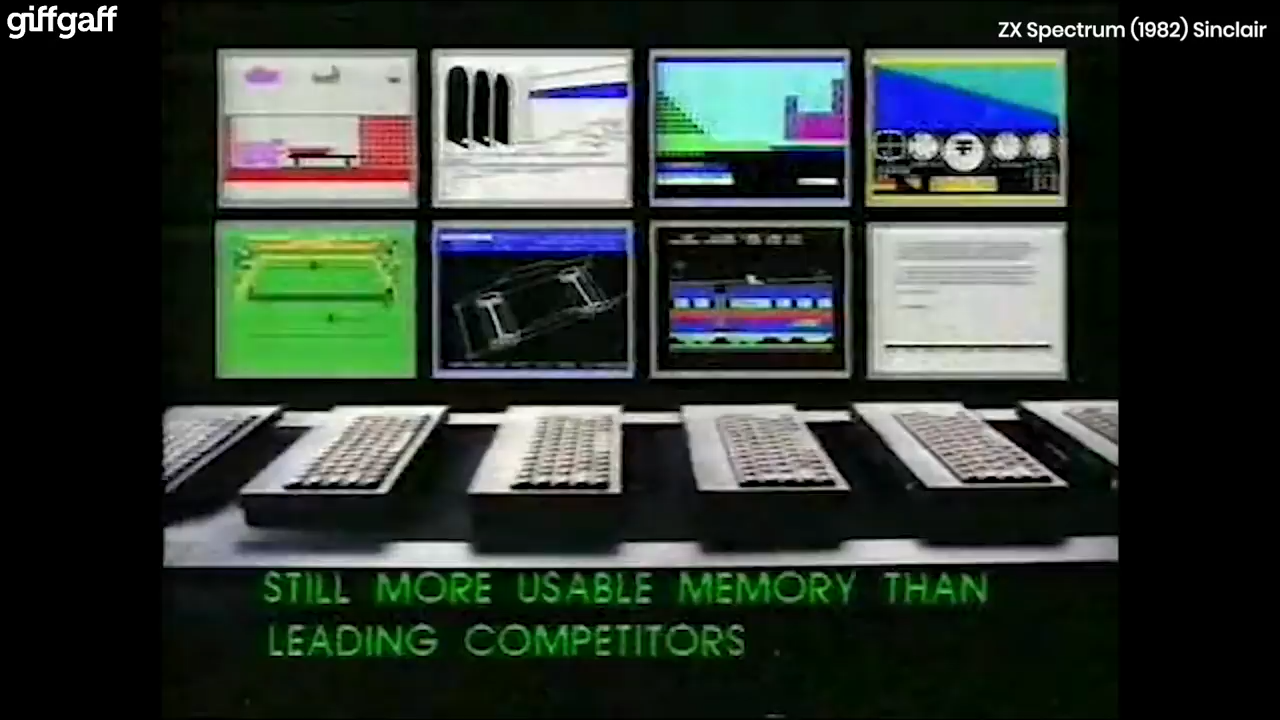 giffgaff
ZX Spectrum (1982) Sinclair
STILL MORE USABLE MEMORY THAN
LEADING COMPETITORS